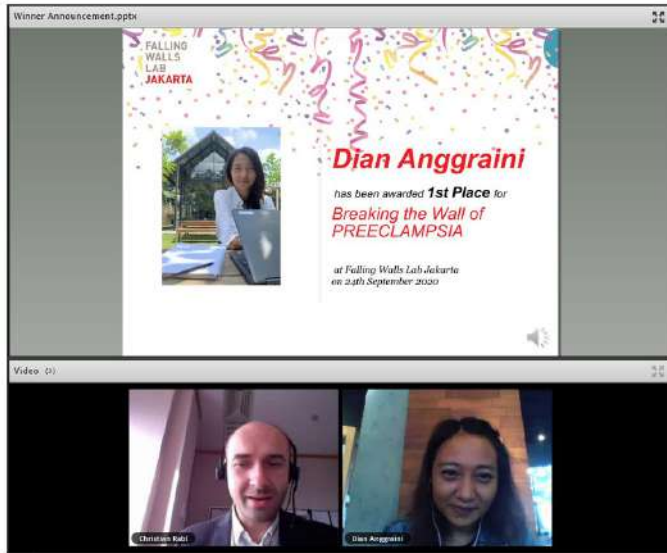 Winner Announcement.pptx
FALLING
WALLS
LAB
JAKARTA
Dian Anggraini
has been awarded 1st Place for
Breaking the Wall of
PREECLAMPSIA
at Falling Walls Lab Jakarta
on 24th September 2020
Video (2)
Christian Rabl
Dian Anggraini